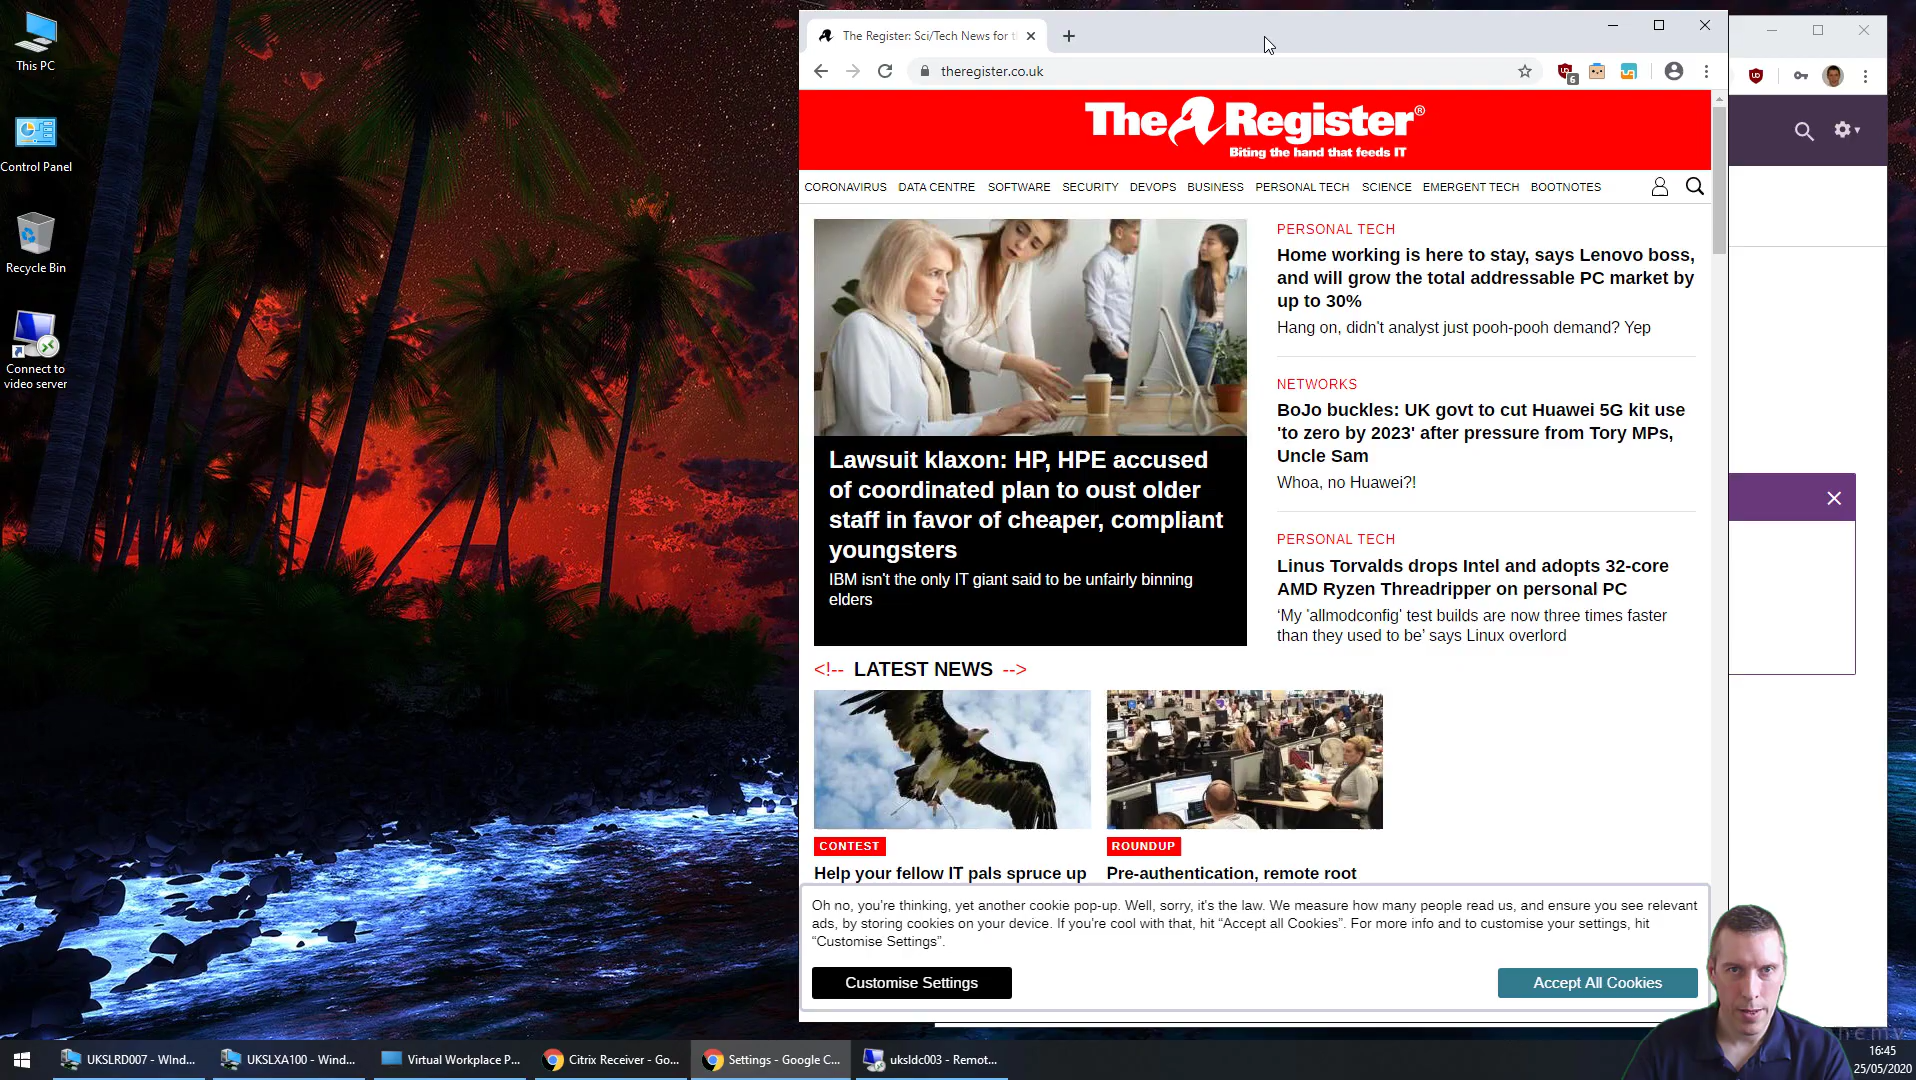 This PC
Control Panel
Recycle Bin
Connect to
video server
The Register: Sci/Tech News for t
theregister.co.uk
6
The Register®
Biting the hand that feeds IT
CORONAVIRUS DATA CENTRE SOFTWARE SECURITY DEVOPS BUSINESS PERSONAL TECH SCIENCE EMERGENT TECH BOOTNOTES
Lawsuit klaxon: HP, HPE accused
of coordinated plan to oust older
staff in favor of cheaper, compliant
youngsters
IBM isn't the only IT giant said to be unfairly binning
elders
PERSONAL TECH
Home working is here to stay, says Lenovo boss,
and will grow the total addressable PC market by
up to 30%
Hang on, didn't analyst just pooh-pooh demand? Yep
NETWORKS
BoJo buckles: UK govt to cut Huawei 5G kit use
'to zero by 2023' after pressure from Tory MPs,
Uncle Sam
Whoa, no Huawei?!
PERSONAL TECH
Linus Torvalds drops Intel and adopts 32-core
AMD Ryzen Threadripper on personal PC
‘My 'allmodconfig' test builds are now three times faster
than they used to be’ says Linux overlord
<!-- LATEST NEWS -->
CONTEST
Help your fellow IT pals spruce up
ROUNDUP
Pre-authentication, remote root
Oh no, you're thinking, yet another cookie pop-up. Well, sorry, it's the law. We measure how many people read us, and ensure you see relevant
ads, by storing cookies on your device. If you're cool with that, hit “Accept all Cookies”. For more info and to customise your settings, hit
“Customise Settings”.
Customise Settings
Accept All Cookies
UKSLRD007 - Wind...
UKSLXA100 - Wind...
Virtual Workplace P...
Citrix Receiver - Go...
Settings - Google C...
uksldc003 - Remot...
16:45
25/05/2020